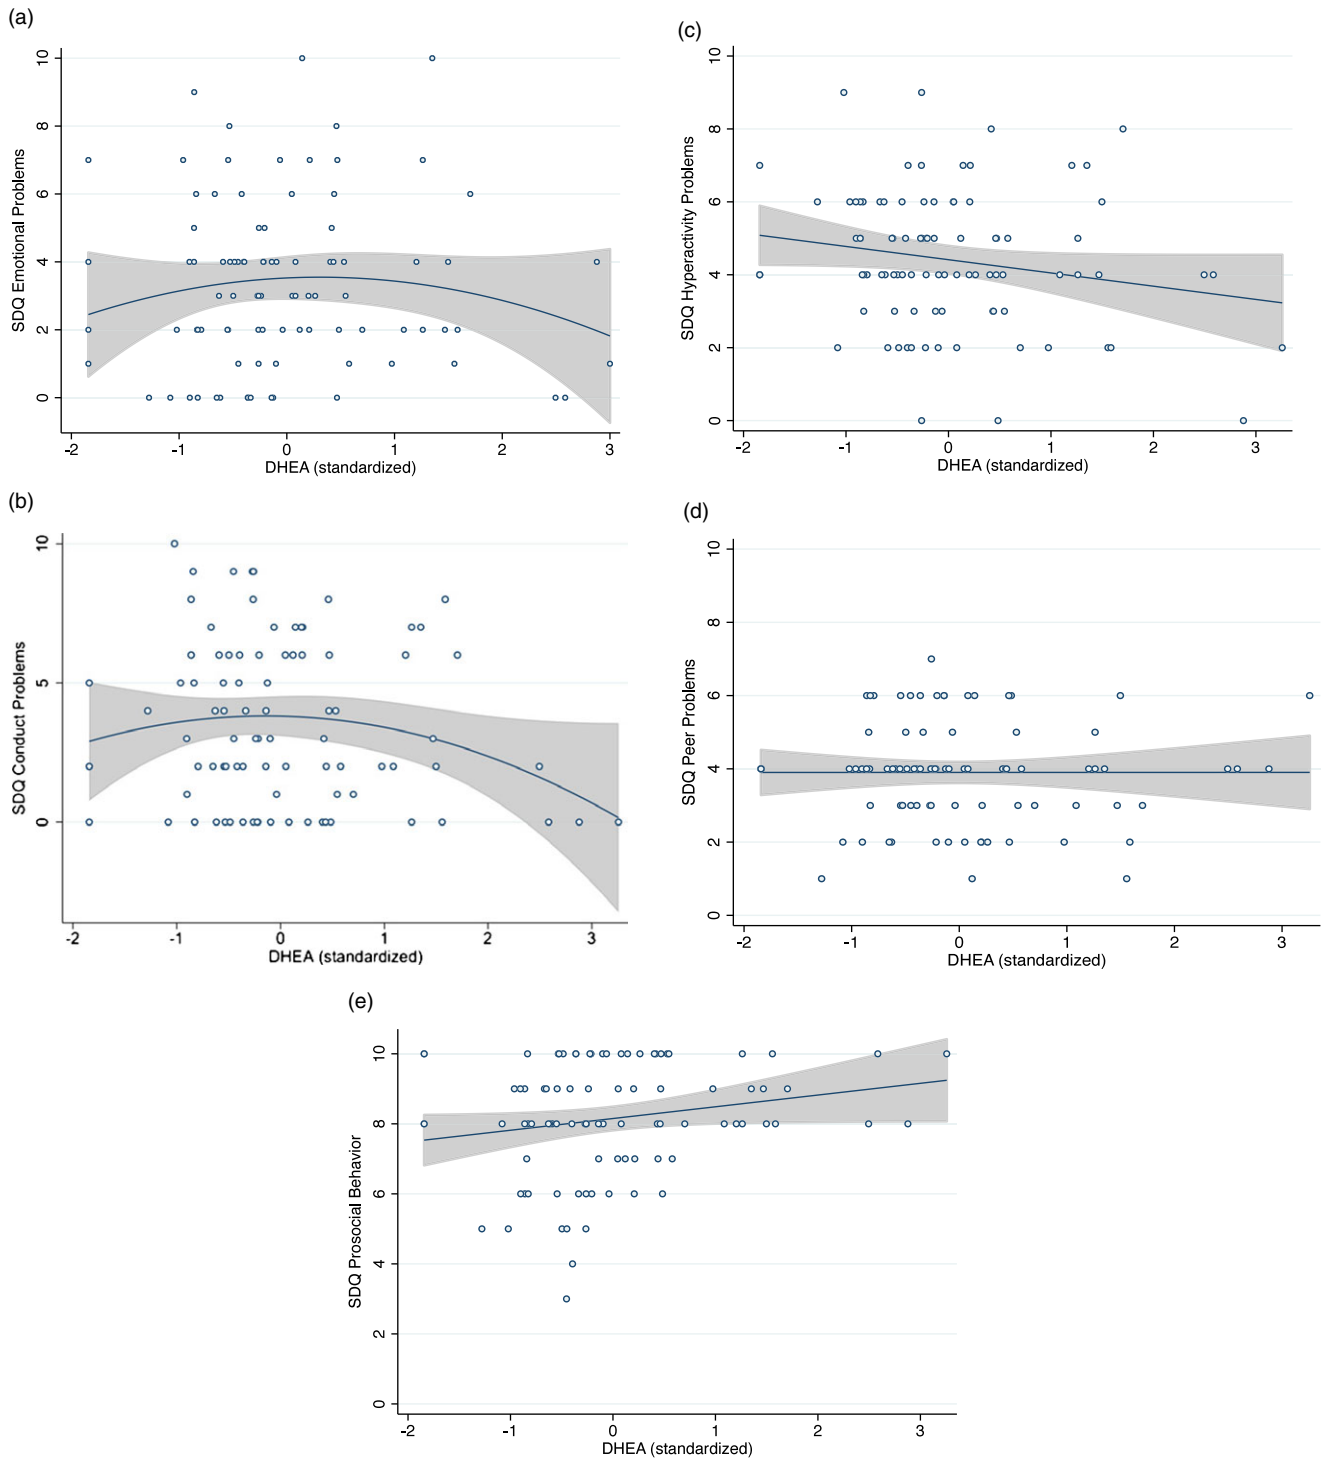 (a)
SDQ Emotional Problems
10
8
6
4
2
0
-2 -1 0 1 2 3
DHEA (standardized)
(c)
SDQ Hyperactivity Problems
10
8
6
4
2
0
-2 -1 0 1 2 3
DHEA (standardized)
(b)
SDQ Conduct Problems
10
5
0
-2 -1 0 1 2 3
DHEA (standardized)
(d)
SDQ Peer Problems
10
8
6
4
2
0
-2 -1 0 1 2 3
DHEA (standardized)
(e)
SDQ Prosocial Behavior
10
8
6
4
2
0
-2 -1 0 1 2 3
DHEA (standardized)